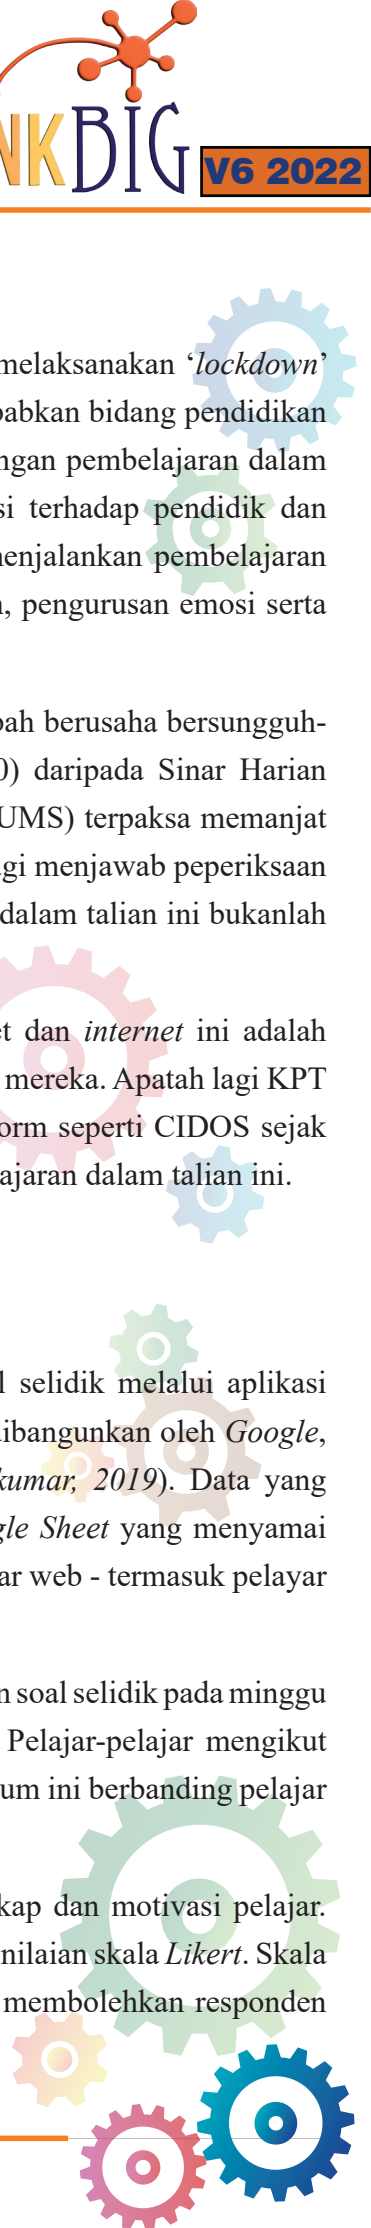 NKBIG
V6 2022
melaksanakan ‘lockdown’
babkan bidang pendidikan
ngan pembelajaran dalam
si terhadap pendidik dan
menjalankan pembelajaran
n, pengurusan emosi serta
bah berusaha bersungguh-
0) daripada Sinar Harian
UMS) terpaksa memanjat
agi menjawab peperiksaan
dalam talian ini bukanlah
et dan internet ini adalah
mereka. Apatah lagi KPT
orm seperti CIDOS sejak
ajaran dalam talian ini.
l selidik melalui aplikasi
dibangunkan oleh Google,
kumar, 2019). Data yang
gle Sheet yang menyamai
ar web - termasuk pelayar
n soal selidik pada minggu
Pelajar-pelajar mengikut
um ini berbanding pelajar
kap dan motivasi pelajar.
nilaian skala Likert. Skala
membolehkan responden